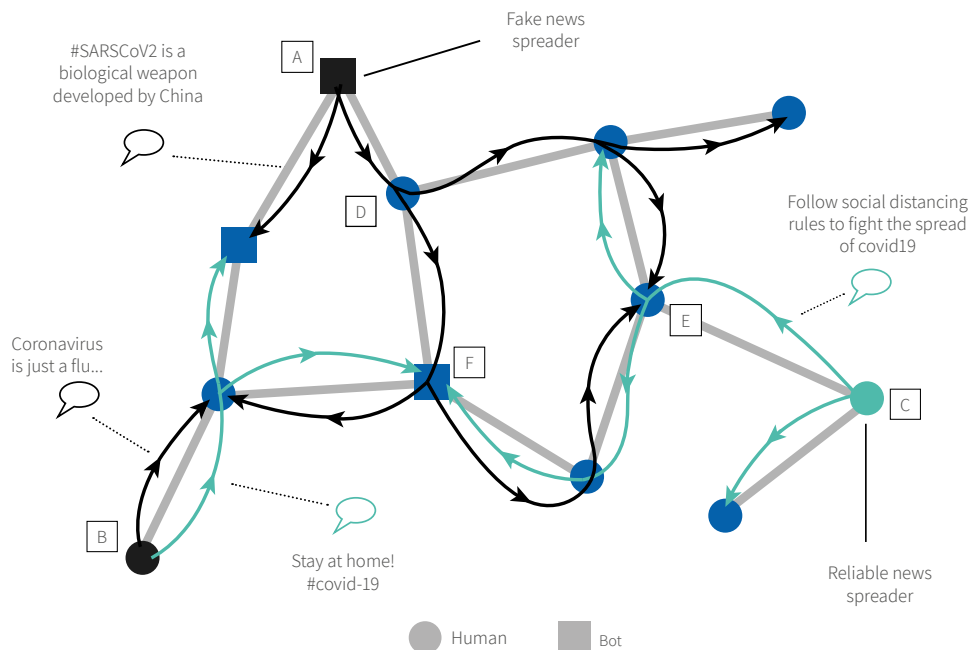 Fake news
spreader
A
#SARSCoV2 is a
biological weapon
developed by China
D
Follow social distancing
rules to fight the spread
of covid19
E
Coronavirus
is just a flu...
F
C
B
Stay at home!
#covid-19
Reliable news
spreader
Human
Bot